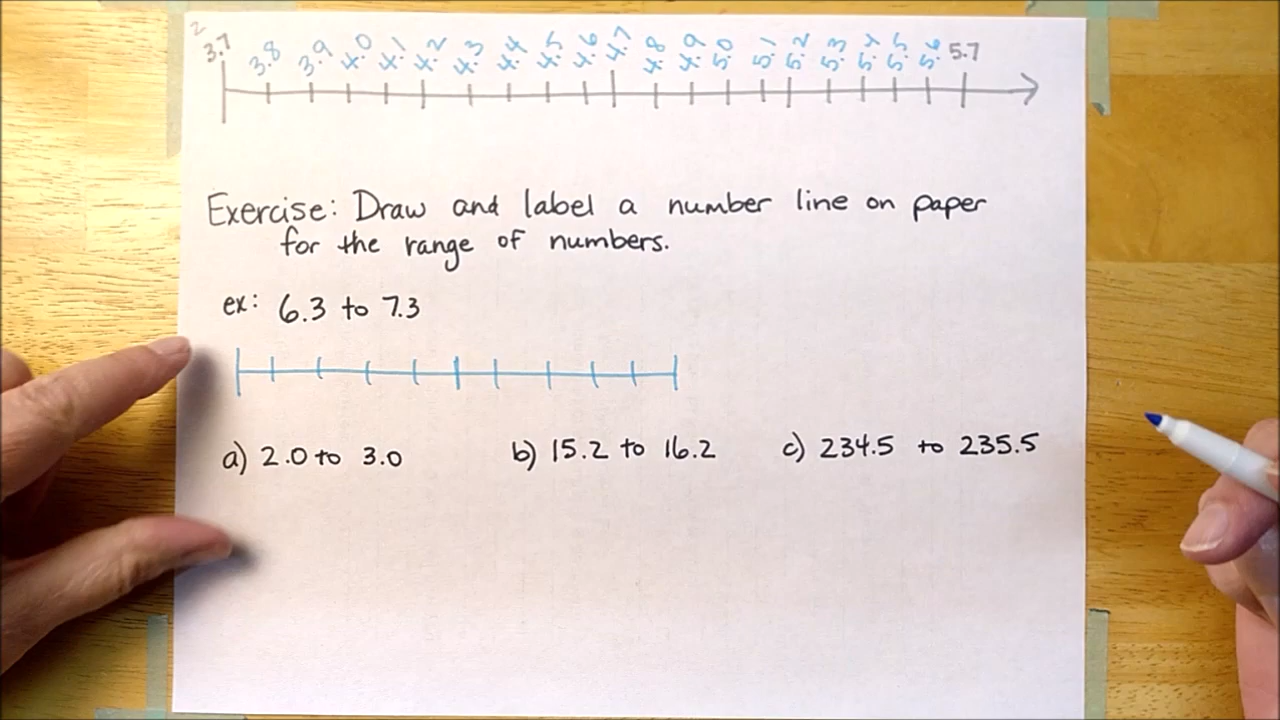 2
3.7 3.8 3.9 4.0 4.1 4.2 4.3 4.4 4.5 4.6 4.7 4.8 4.9 5.0 5.1 5.2 5.3 5.4 5.5 5.6 5.7
Exercise: Draw and label a number line on paper
for the range of numbers.
ex: 6.3 to 7.3
a) 2.0 to 3.0 b) 15.2 to 16.2 c) 234.5 to 235.5